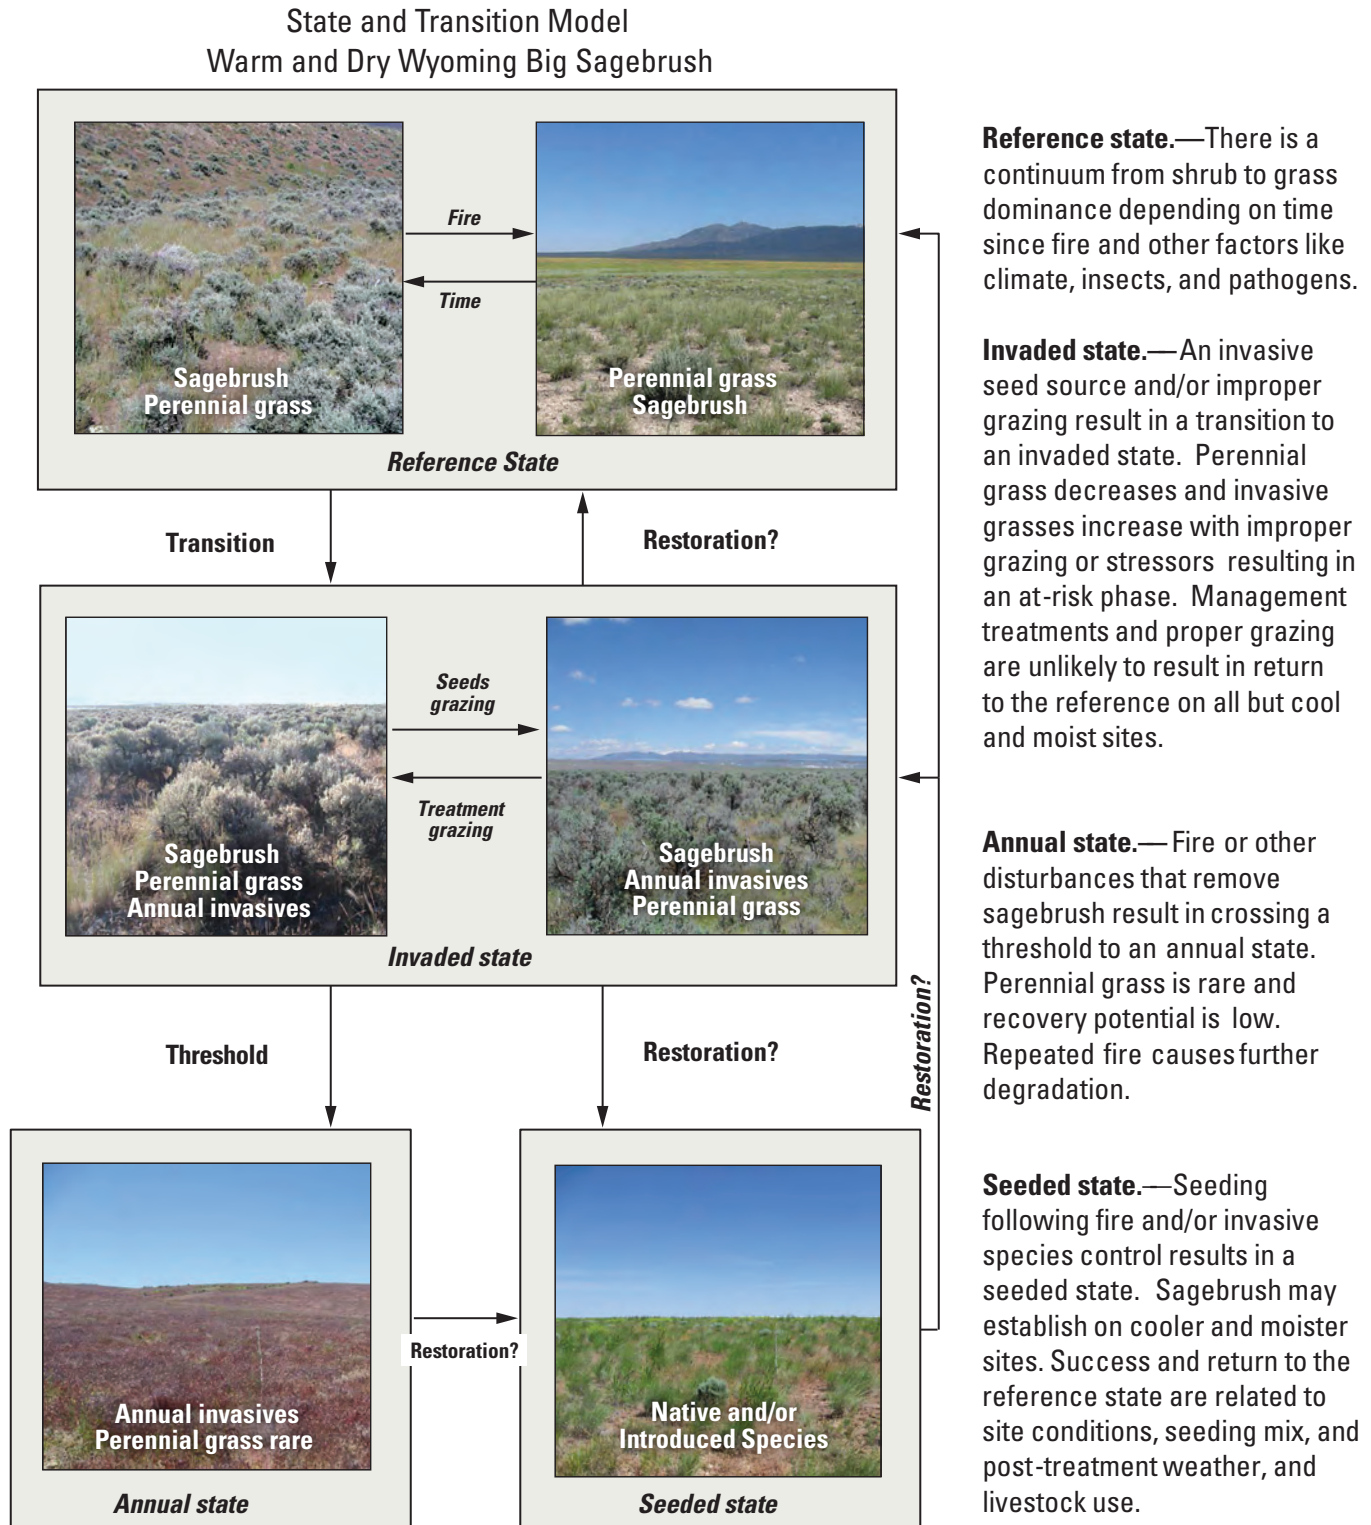 State and Transition Model
Warm and Dry Wyoming Big Sagebrush
Fire
Time
Sagebrush
Perennial grass
Perennial grass
Sagebrush
Reference State
Transition
Restoration?
Seeds
grazing
Treatment
grazing
Sagebrush
Perennial grass
Annual invasives
Sagebrush
Annual invasives
Perennial grass
Invaded state
Threshold
Restoration?
Restoration?
Restoration?
Annual invasives
Perennial grass rare
Annual state
Native and/or
Introduced Species
Seeded state
Reference state.—There is a
continuum from shrub to grass
dominance depending on time
since fire and other factors like
climate, insects, and pathogens.
Invaded state.—An invasive
seed source and/or improper
grazing result in a transition to
an invaded state. Perennial
grass decreases and invasive
grasses increase with improper
grazing or stressors resulting in
an at-risk phase. Management
treatments and proper grazing
are unlikely to result in return
to the reference on all but cool
and moist sites.
Annual state.—Fire or other
disturbances that remove
sagebrush result in crossing a
threshold to an annual state.
Perennial grass is rare and
recovery potential is low.
Repeated fire causes further
degradation.
Seeded state.—Seeding
following fire and/or invasive
species control results in a
seeded state. Sagebrush may
establish on cooler and moister
sites. Success and return to the
reference state are related to
site conditions, seeding mix, and
post-treatment weather, and
livestock use.